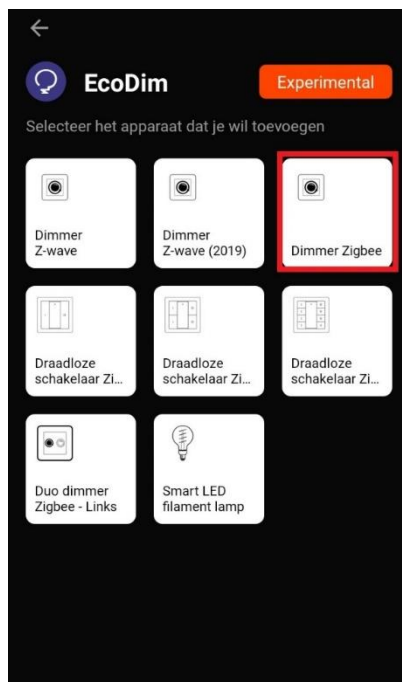 EcoDim
Experimental
Selecteer het apparaat dat je wil toevoegen
Dimmer
Z-wave
Dimmer
Z-wave (2019)
Dimmer Zigbee
Draadloze
schakelaar Zi...
Draadloze
schakelaar Zi...
Draadloze
schakelaar Zi...
Duo dimmer
Zigbee - Links
Smart LED
filament lamp